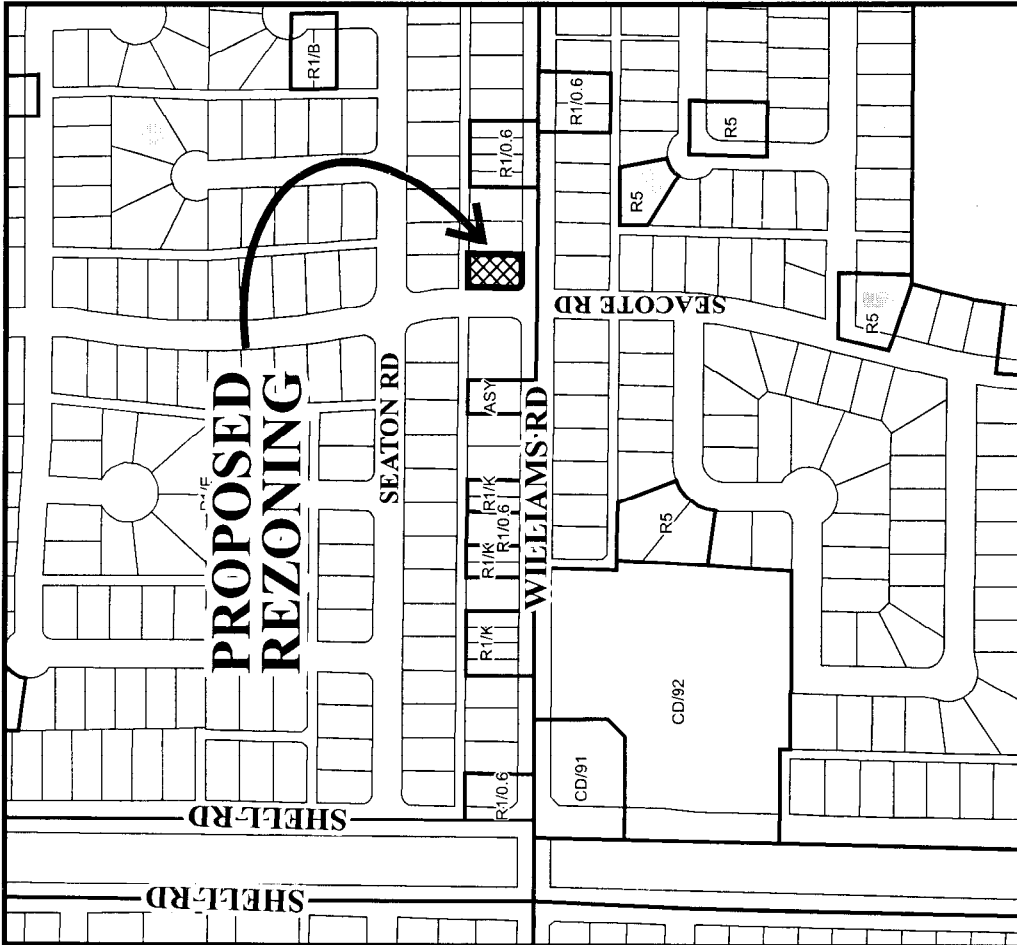 SHELL RD
SHELL RD
PROPOSED
REZONING
SEATON RD
WILLIAMS RD
SEACOTE RD
R1/B
R1/0.6
R1/0.6
R1/K
R1/K
R1/0.6
R1/K
ASY
R1/0.6
CD/91
CD/92
R5
R5
R5
R5